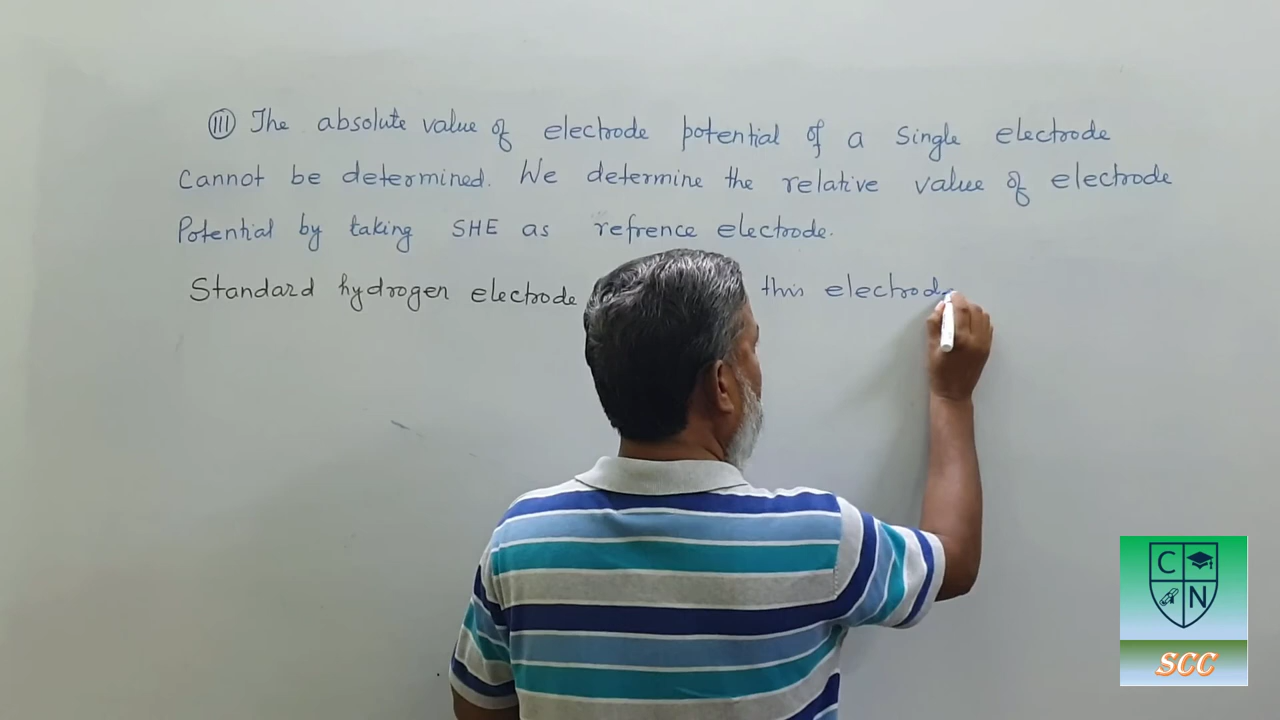 III The absolute value of electrode potential of a single electrode
cannot be determined. We determine the relative value of electrode
Potential by taking SHE as refrence electrode.
Standard hydrogen electrode this electrode
C N
SCC